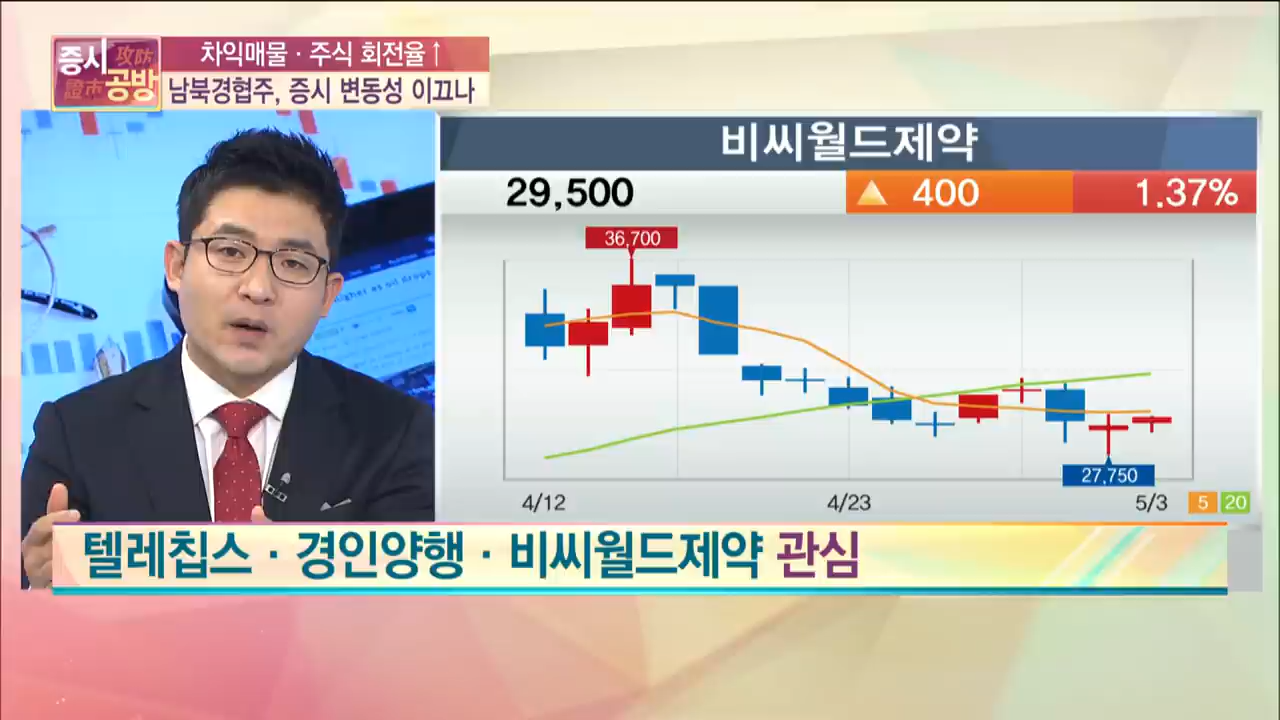 증시 攻防
證市 공방
차익매물 · 주식 회전율↑
남북경협주, 증시 변동성 이끄나
비씨월드제약
29,500 400 1.37%
36,700
27,750
4/12 4/23 5/3 5 20
텔레칩스 · 경인양행 · 비씨월드제약 관심